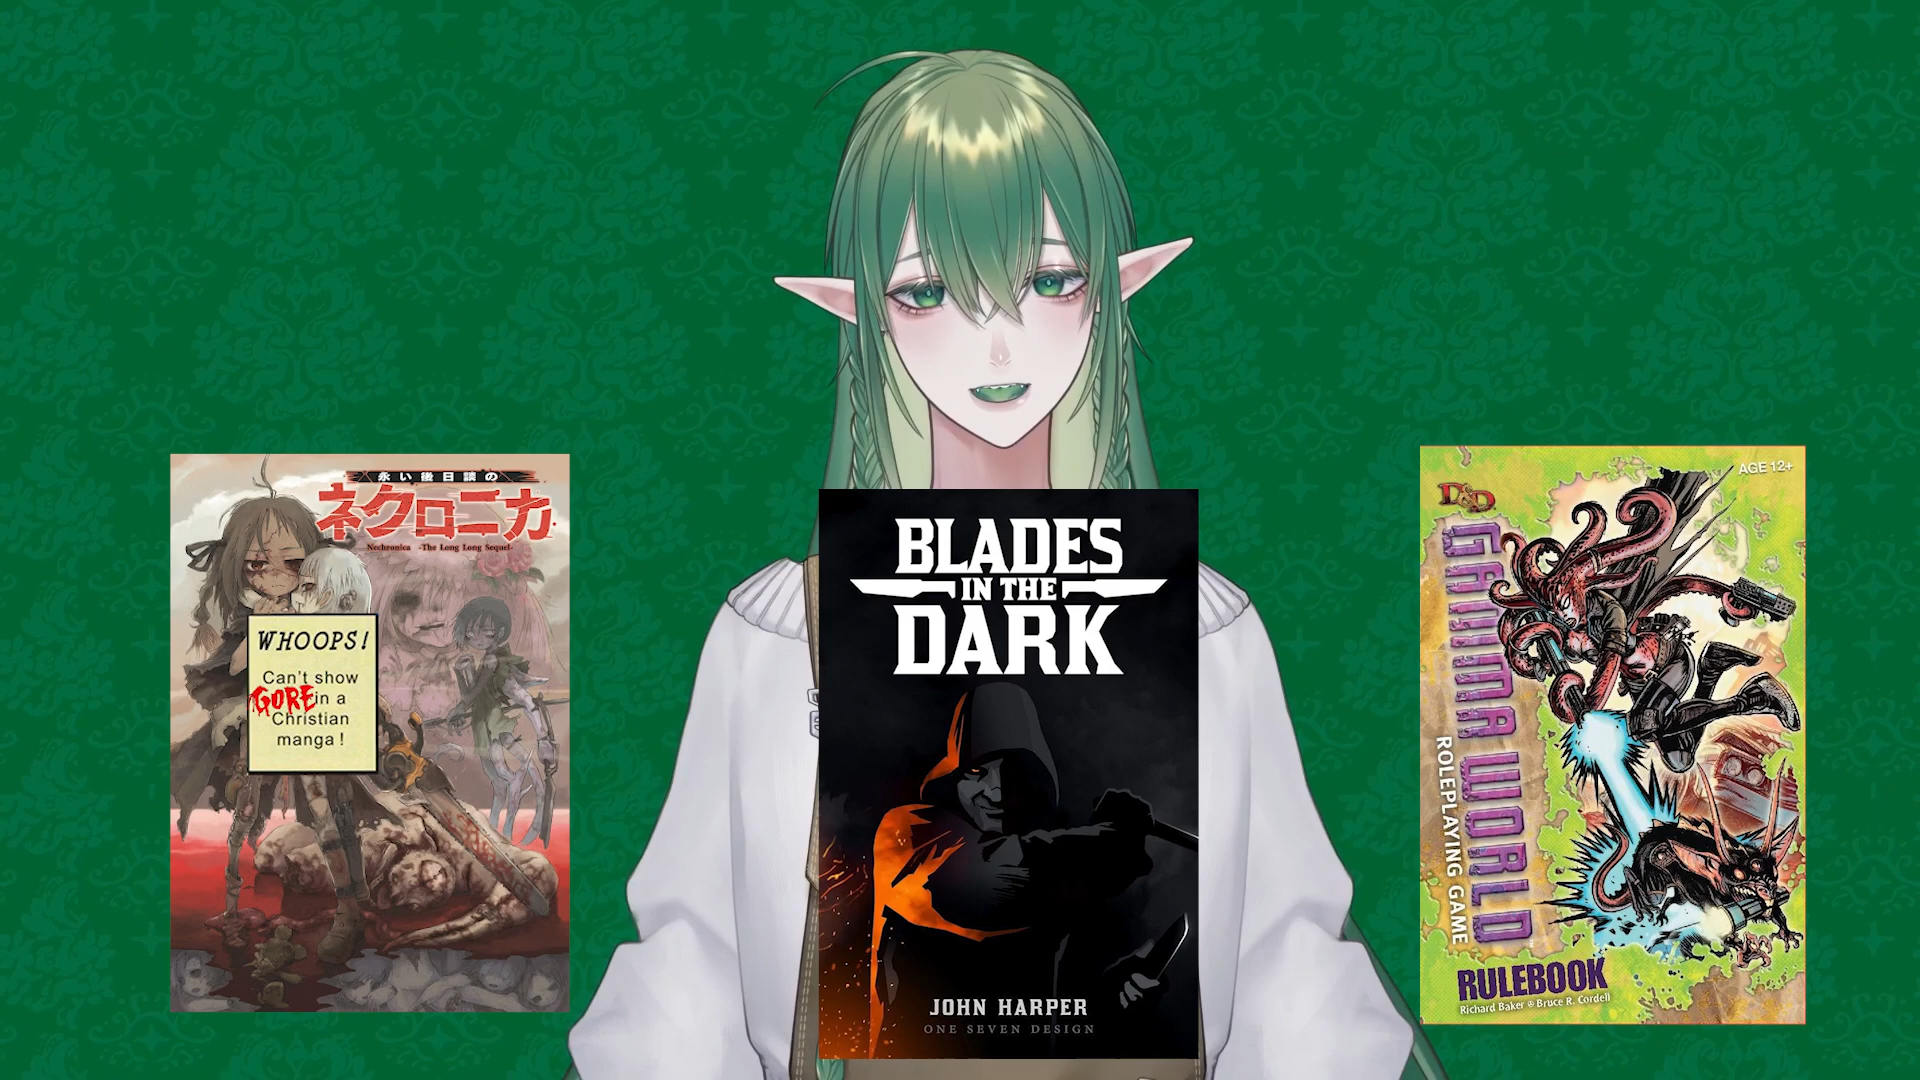 永い後日談の
ネクロニカ
Nechronica -The Long Long Sequel-
WHOOPS!
Can't show
GORE in a
Christian
manga!
BLADES
IN THE
DARK
JOHN HARPER
ONE SEVEN DESIGN
AGE 12+
D&D
GAMMA WORLD
ROLEPLAYING GAME
RULEBOOK
Richard Baker & Bruce R. Cordell